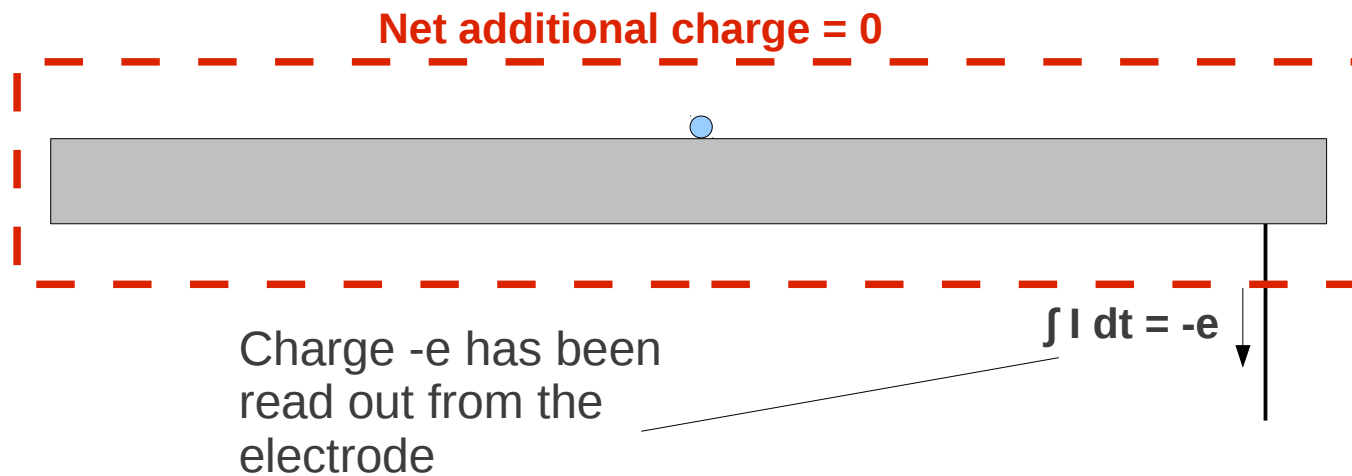 Net additional charge = 0
∫ I dt = -e
Charge -e has been
read out from the
electrode